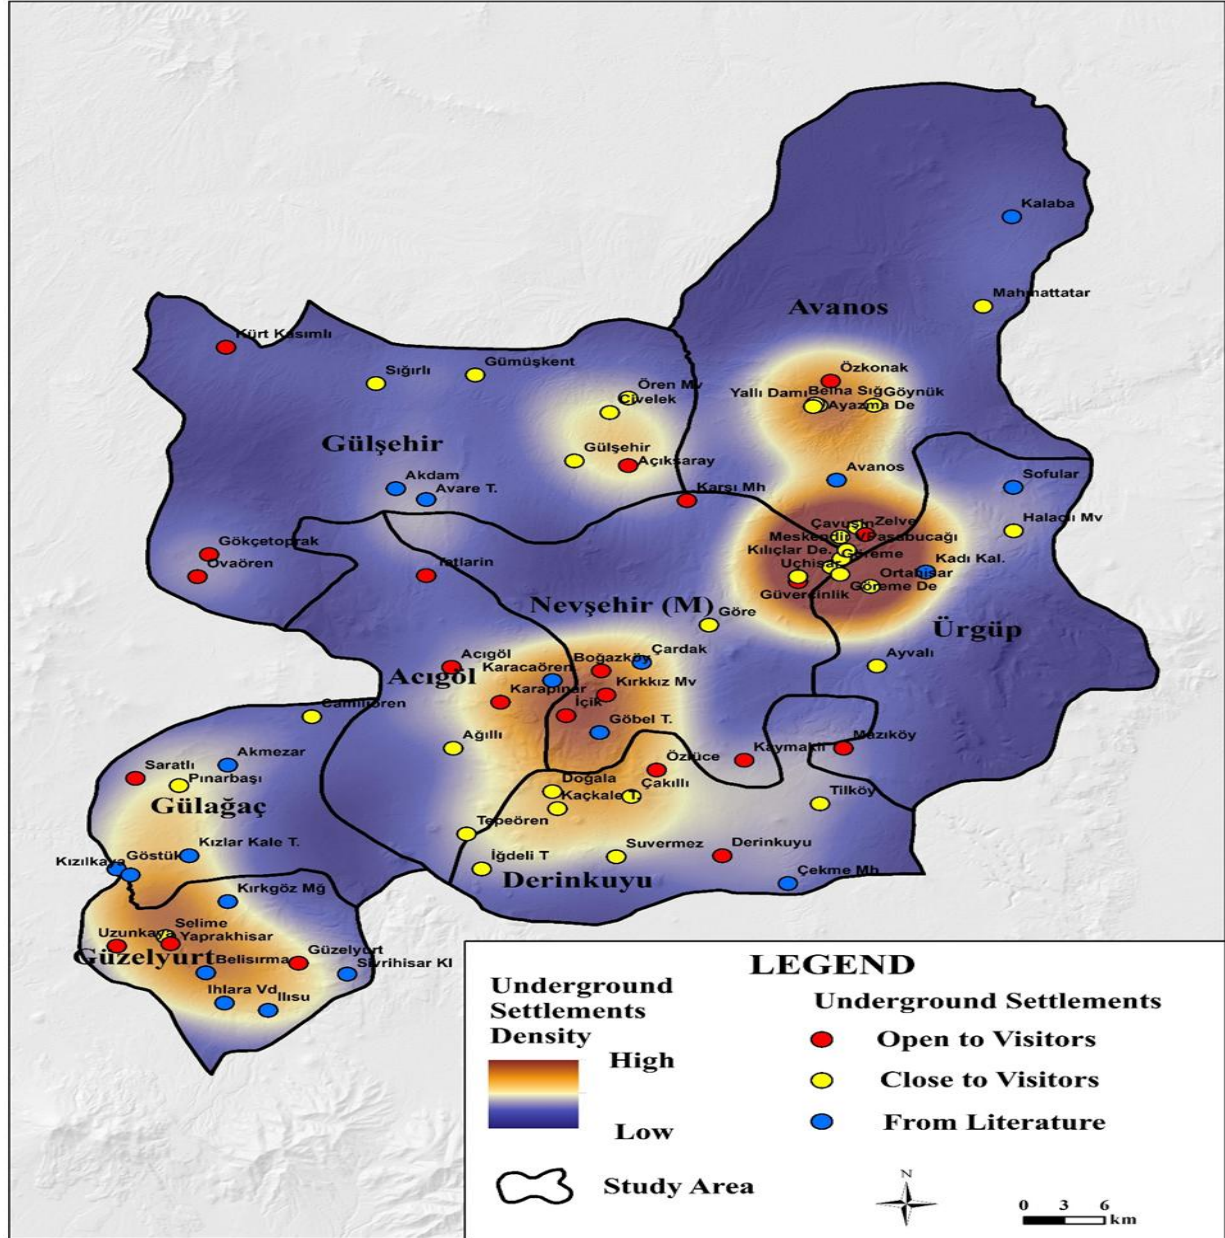 Kalaba
Mahmattatar
Avanos
Kürt Kasımlı
Gümüşkent
Sığırlı
Özkonak
Ören Mv
Civelek
Yallı Damı
Belha Sığ
Göynük
Ayazma De
Gülşehir
Gülşehir
Açıksaray
Akdam
Avare T.
Avanos
Sofular
Karsı Mh
Halaçlı Mv
Çavuşin
Zelve
Meskendir V
Paşabucağı
Gökçetoprak
Kılıçlar De.
Göreme
Kadı Kal.
Ovaören
Tatlarin
Uçhisar
Ortahisar
Güvercinlik
Göreme De
Nevşehir (M)
Göre
Ürgüp
Acıgöl
Karacaören
Boğazköy
Çardak
Ayvalı
Acıgöl
Karapınar
Kırkkız Mv
İçik
Göbel T.
Camiliören
Ağıllı
Akmezar
Özlüce
Kaymaklı
Mazıköy
Saratlı
Pınarbaşı
Doğala
Çakıllı
Gülağaç
Kaçkale T.
Tilköy
Tepeören
Kızlar Kale T.
Kızılkaya
Göstük
İğdeli T
Suvermez
Derinkuyu
Derinkuyu
Çekme Mh
Kırkgöz Mğ
Selime
Uzunkaya
Yaprakhisar
Güzelyurt
Belisırma
Güzelyurt
Sivrihisar Kl
Ihlara Vd
Ilısu
LEGEND
Underground
Settlements
Density
High
Low
Study Area
Underground Settlements
Open to Visitors
Close to Visitors
From Literature
N
0 3 6
km